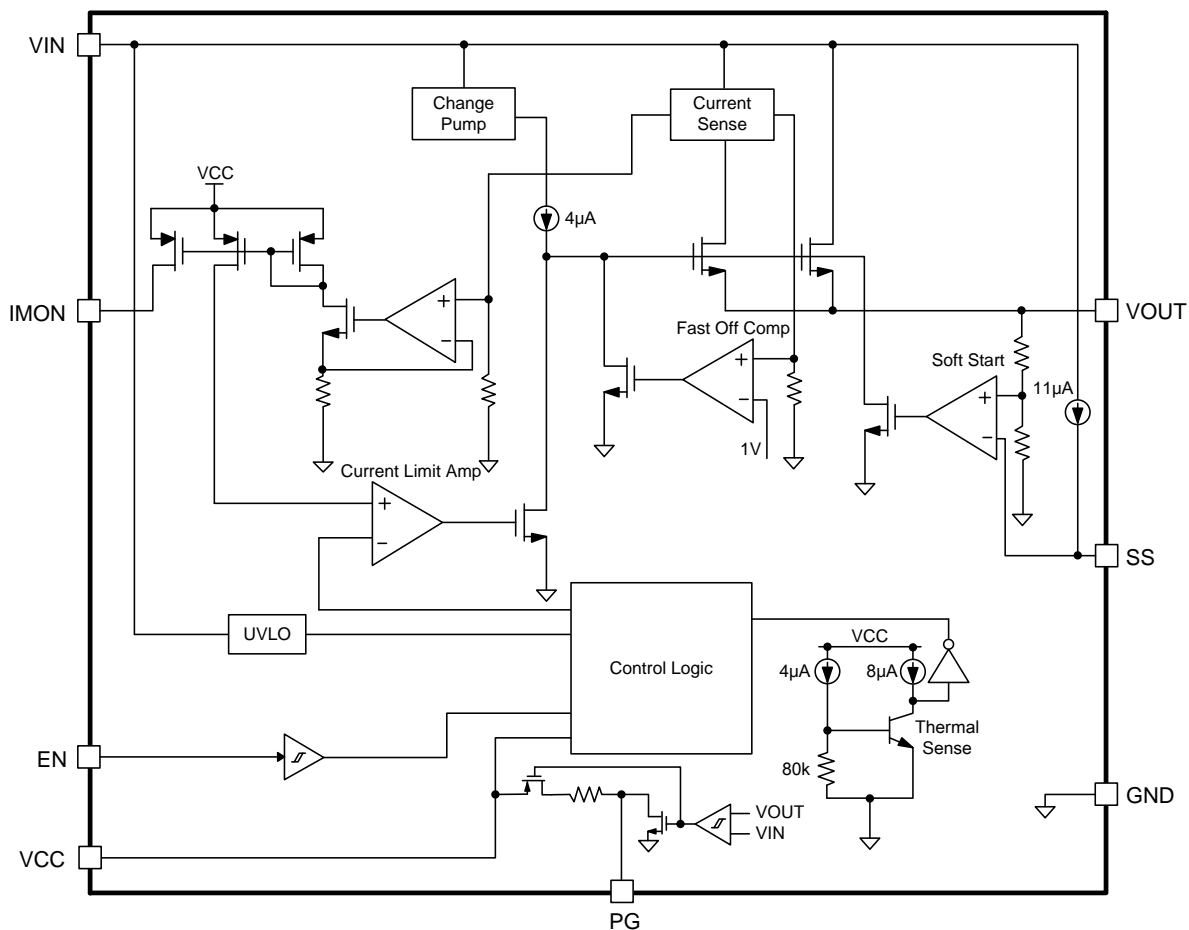 VIN
Change
Pump
Current
Sense
VCC
4µA
IMON
VOUT
+
−
Fast Off Comp
+
−
1V
Soft Start
+
−
11µA
Current Limit Amp
+
−
SS
UVLO
Control Logic
VCC
4µA
8µA
Thermal
Sense
80k
EN
GND
VOUT
VIN
VCC
PG